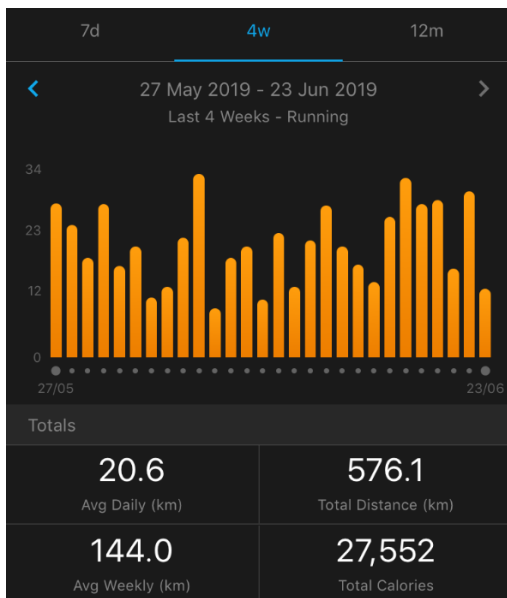 7d 4w 12m
27 May 2019 - 23 Jun 2019
Last 4 Weeks - Running
34
23
12
0
27/05 23/06
Totals
20.6 576.1
Avg Daily (km) Total Distance (km)
144.0 27,552
Avg Weekly (km) Total Calories